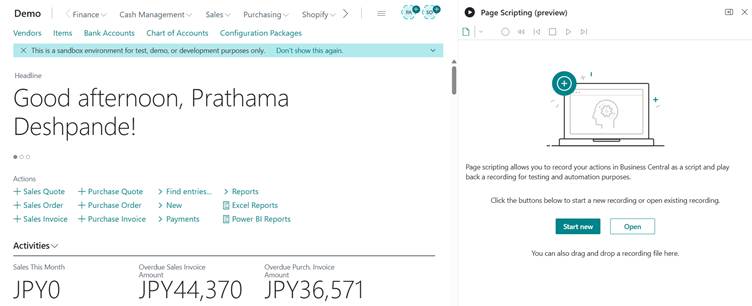 Demo
Finance
Cash Management
Sales
Purchasing
Shopify
PA
SO
Vendors Items Bank Accounts Chart of Accounts Configuration Packages
This is a sandbox environment for test, demo, or development purposes only. Don't show this again.
Headline
Good afternoon, Prathama
Deshpande!
Actions
+ Sales Quote + Purchase Quote > Find entries... > Reports
+ Sales Order + Purchase Order > New Excel Reports
+ Sales Invoice + Purchase Invoice > Payments Power BI Reports
Activities
Sales This Month
JPY0
Overdue Sales Invoice
Amount
JPY44,370
Overdue Purch. Invoice
Amount
JPY36,571
Page Scripting (preview)
Page scripting allows you to record your actions in Business Central as a script and play
back a recording for testing and automation purposes.
Click the buttons below to start a new recording or open existing recording.
Start new
Open
You can also drag and drop a recording file here.